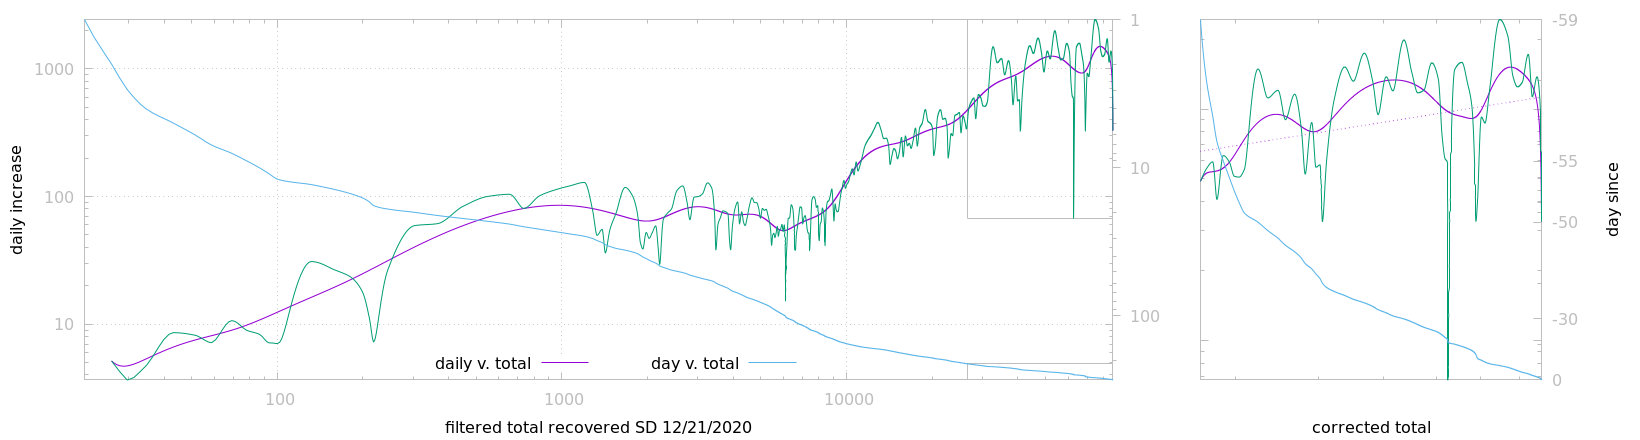 daily increase
1000
100
10
100
1000
10000
1
10
100
daily v. total
day v. total
filtered total recovered SD 12/21/2020
-59
-55
-50
-30
0
day since
corrected total